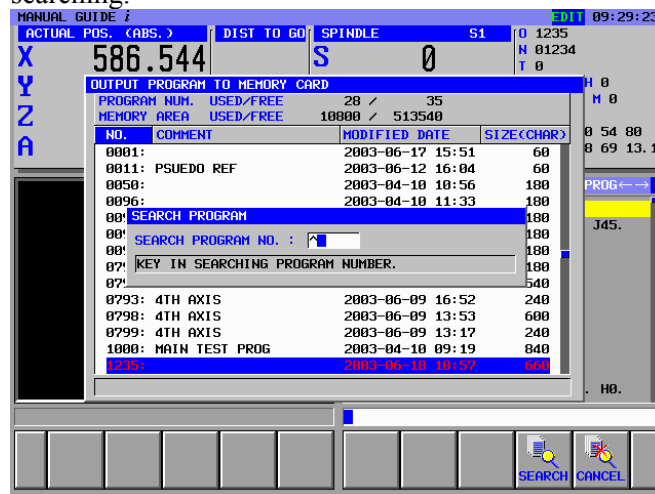 searching.
MANUAL GUIDE i EDIT 09:29:23
ACTUAL POS. (ABS.) DIST TO GO SPINDLE S1 O 1235
X 586.544 S 0 N 01234
T 0
Y H 0
M 0
Z
A
0 54 80
8 69 13.1
OUTPUT PROGRAM TO MEMORY CARD
PROGRAM NUM. USED/FREE 28 / 35
MEMORY AREA USED/FREE 10800 / 513540
NO. COMMENT MODIFIED DATE SIZE(CHAR)
0001: 2003-06-17 15:51 60
0011: PSUEDO REF 2003-06-12 16:04 60
0050: 2003-04-10 10:56 180
0096: 2003-04-10 11:33 180
PROG←→
SEARCH PROGRAM 180
J45.
SEARCH PROGRAM NO. : ^ 180
180
KEY IN SEARCHING PROGRAM NUMBER. 180
540
0793: 4TH AXIS 2003-06-09 16:52 240
0798: 4TH AXIS 2003-06-09 13:53 600
0799: 4TH AXIS 2003-06-09 13:17 240
1000: MAIN TEST PROG 2003-04-10 09:19 840
1235: 2003-06-18 10:57 660
. H0.
SEARCH CANCEL